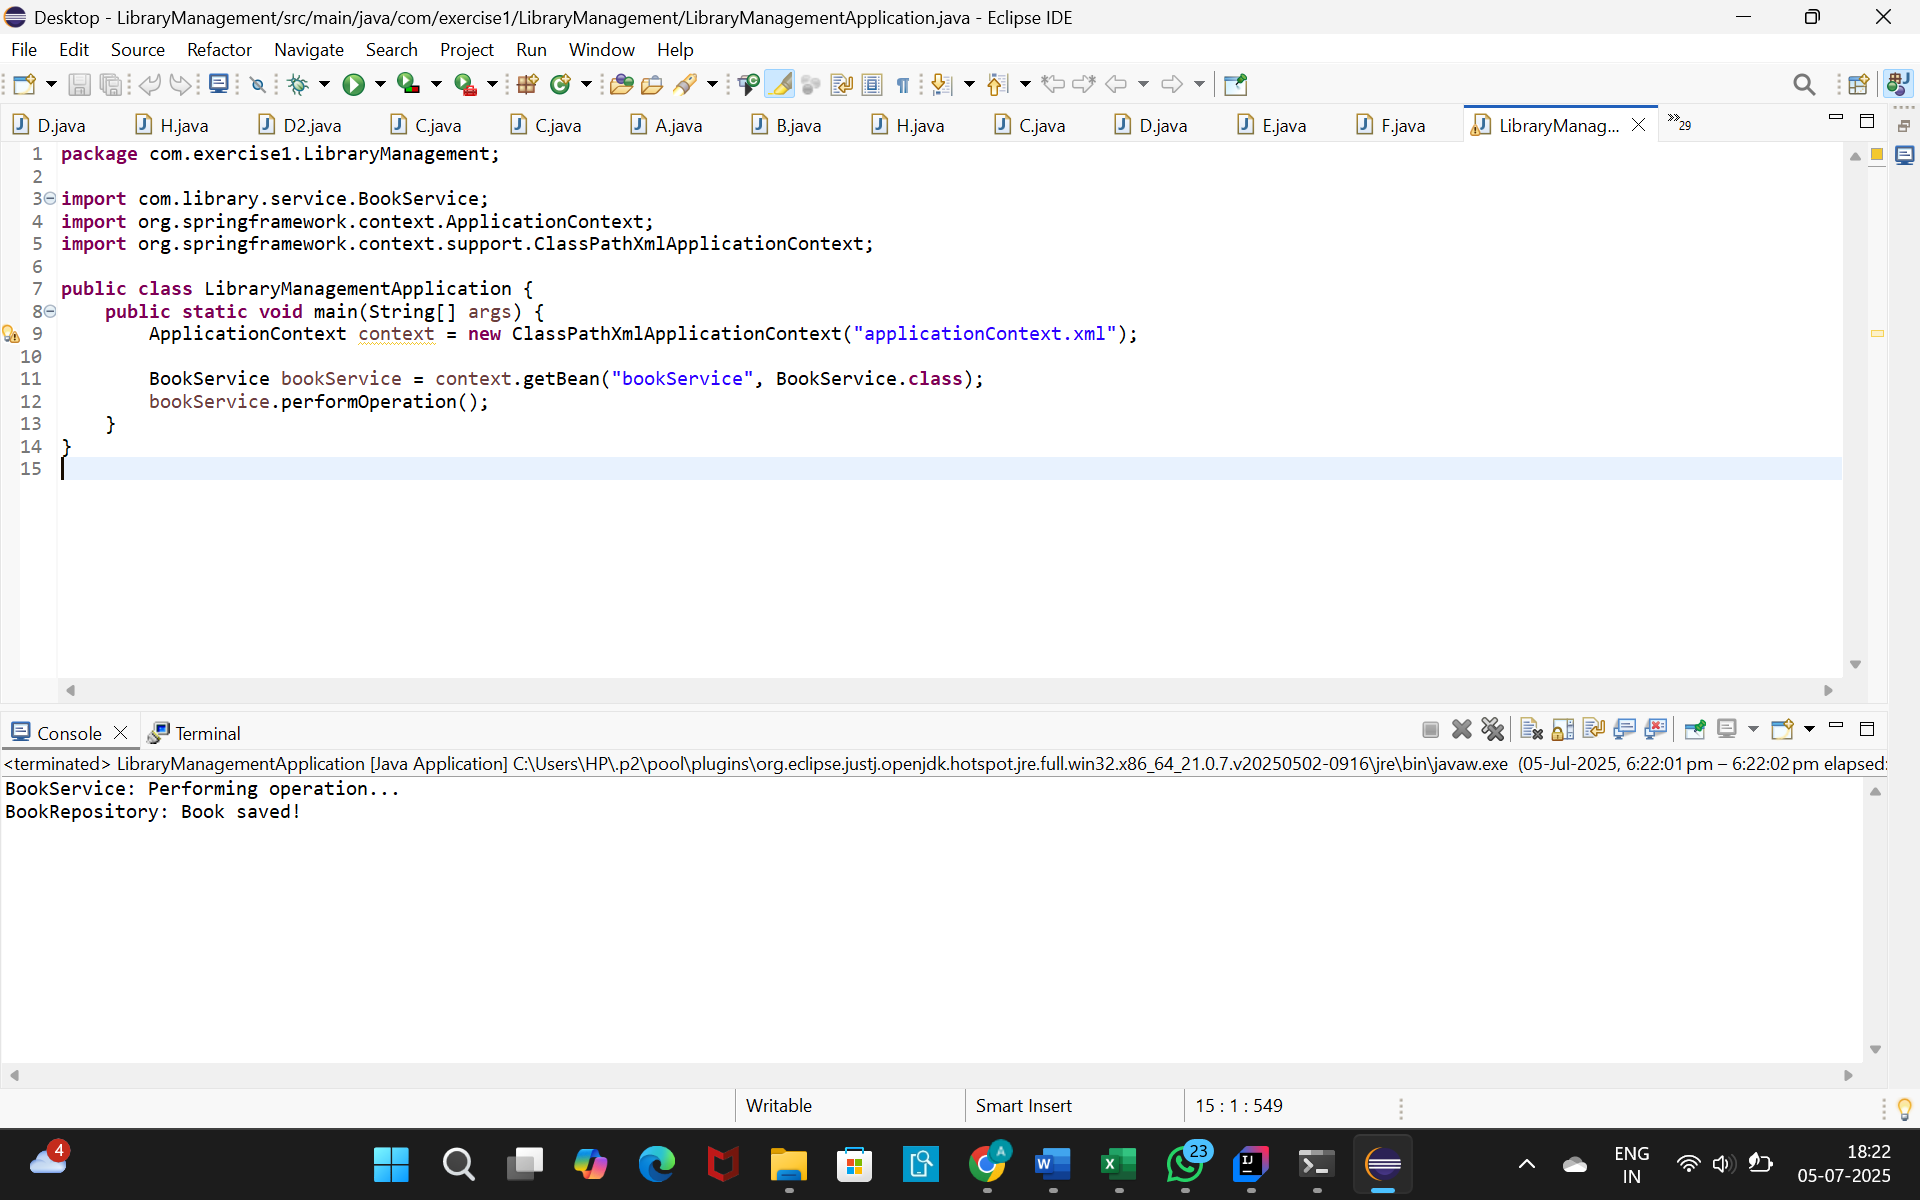 Desktop - LibraryManagement/src/main/java/com/exercise1/LibraryManagement/LibraryManagementApplication.java - Eclipse IDE
File Edit Source Refactor Navigate Search Project Run Window Help
D.java H.java D2.java C.java C.java A.java B.java H.java C.java D.java E.java F.java LibraryManag... »29
1 package com.exercise1.LibraryManagement;
2
3 import com.library.service.BookService;
4 import org.springframework.context.ApplicationContext;
5 import org.springframework.context.support.ClassPathXmlApplicationContext;
6
7 public class LibraryManagementApplication {
8 public static void main(String[] args) {
9 ApplicationContext context = new ClassPathXmlApplicationContext("applicationContext.xml");
10
11 BookService bookService = context.getBean("bookService", BookService.class);
12 bookService.performOperation();
13 }
14 }
15
Console Terminal
<terminated> LibraryManagementApplication [Java Application] C:\Users\HP\.p2\pool\plugins\org.eclipse.justj.openjdk.hotspot.jre.full.win32.x86_64_21.0.7.v20250502-0916\jre\bin\javaw.exe (05-Jul-2025, 6:22:01 pm – 6:22:02 pm elapsed:
BookService: Performing operation...
BookRepository: Book saved!
Writable Smart Insert 15 : 1 : 549
4 A W X 23 IJ ENG 18:22
IN 05-07-2025